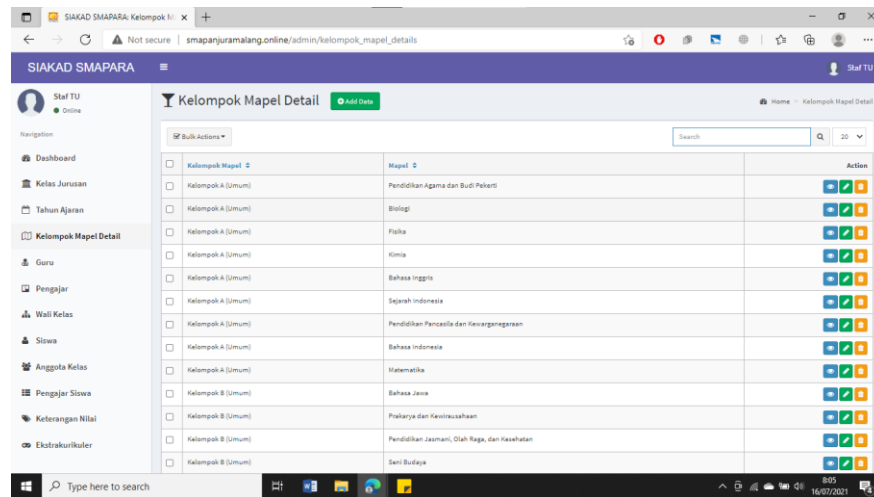 SIAKAD SMAPARA: Kelompok M
Not secure smapanjuramalang.online/admin/kelompok_mapel_details
SIAKAD SMAPARA Staf TU
Staf TU
Online
Kelompok Mapel Detail Add Data Home > Kelompok Mapel Detail
Navigation
Bulk Actions Search 20
Dashboard
Kelas Jurusan
Tahun Ajaran
Kelompok Mapel Detail
Guru
Pengajar
Wali Kelas
Siswa
Anggota Kelas
Pengajar Siswa
Keterangan Nilai
Ekstrakurikuler
Kelompok Mapel Mapel Action
Kelompok A (Umum) Pendidikan Agama dan Budi Pekerti
Kelompok A (Umum) Biologi
Kelompok A (Umum) Fisika
Kelompok A (Umum) Kimia
Kelompok A (Umum) Bahasa Inggris
Kelompok A (Umum) Sejarah Indonesia
Kelompok A (Umum) Pendidikan Pancasila dan Kewarganegaraan
Kelompok A (Umum) Bahasa Indonesia
Kelompok A (Umum) Matematika
Kelompok B (Umum) Bahasa Jawa
Kelompok B (Umum) Prakarya dan Kewirausahaan
Kelompok B (Umum) Pendidikan Jasmani, Olah Raga, dan Kesehatan
Kelompok B (Umum) Seni Budaya
Type here to search
8:05
16/07/2021